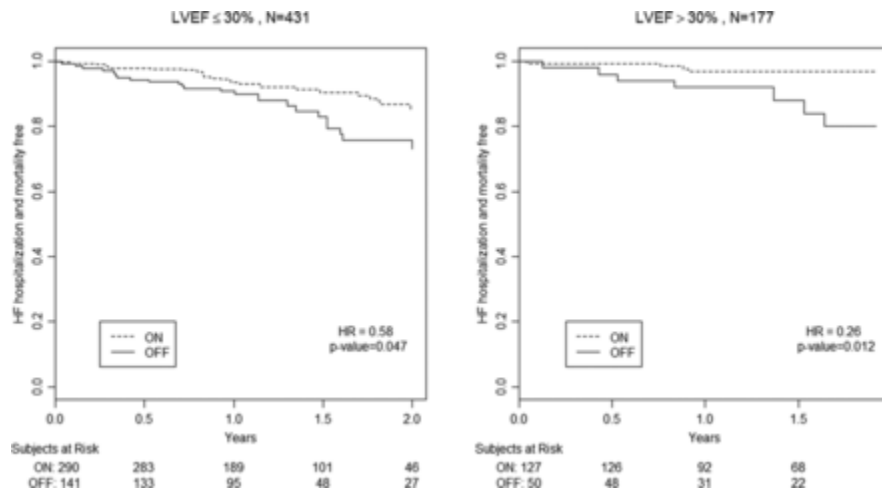 LVEF ≤ 30% , N=431
HF hospitalization and mortality free
1.0
0.8
0.6
0.4
0.2
0.0
ON
OFF
HR = 0.58
p-value=0.047
0.0 0.5 1.0 1.5 2.0
Years
Subjects at Risk
ON: 290 283 189 101 46
OFF: 141 133 95 48 27
LVEF > 30% , N=177
HF hospitalization and mortality free
1.0
0.8
0.6
0.4
0.2
0.0
ON
OFF
HR = 0.26
p-value=0.012
0.0 0.5 1.0 1.5
Years
Subjects at Risk
ON: 127 126 92 68
OFF: 50 48 31 22